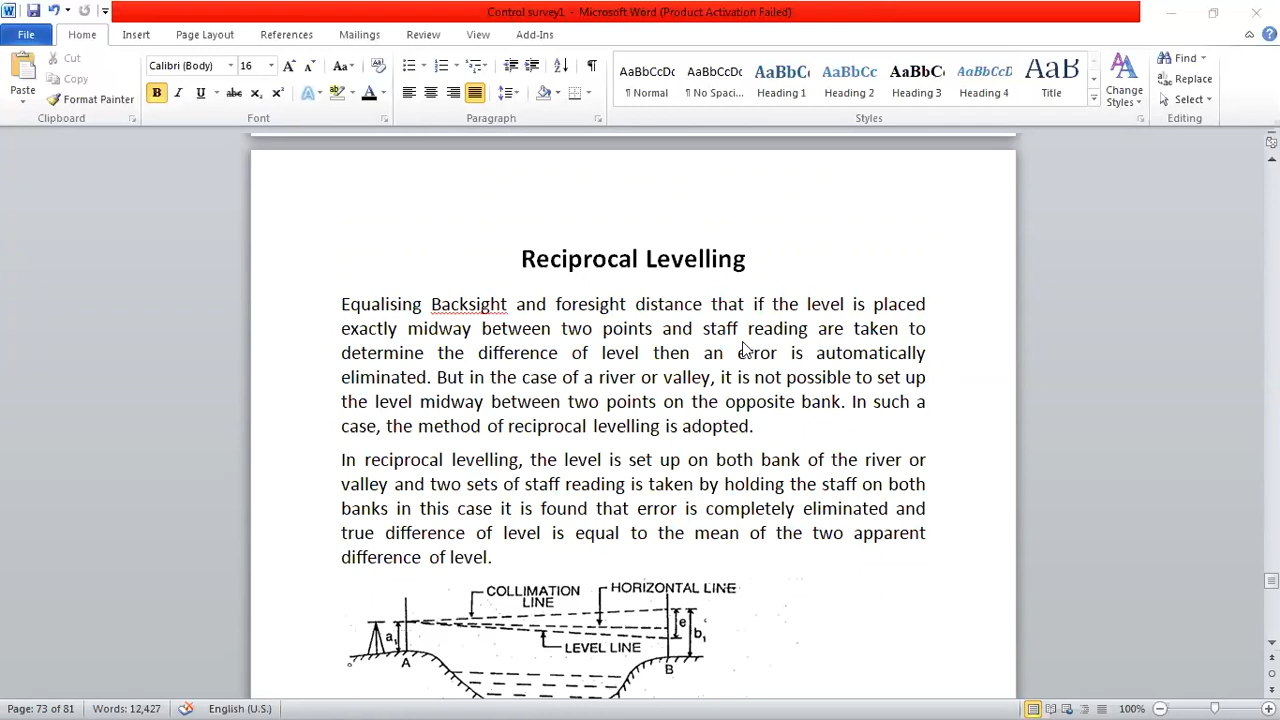 Control survey1 - Microsoft Word (Product Activation Failed)
File Home Insert Page Layout References Mailings Review View Add-Ins
Paste
Cut
Copy
Format Painter
Clipboard
Calibri (Body) 16
Font
Paragraph
AaBbCcDc AaBbCcDc AaBbC AaBbCc AaBbCc AaBbCcI AaB
¶ Normal ¶ No Spaci... Heading 1 Heading 2 Heading 3 Heading 4 Title
Styles
Change Styles
Find
Replace
Select
Editing
Reciprocal Levelling
Equalising Backsight and foresight distance that if the level is placed
exactly midway between two points and staff reading are taken to
determine the difference of level then an error is automatically
eliminated. But in the case of a river or valley, it is not possible to set up
the level midway between two points on the opposite bank. In such a
case, the method of reciprocal levelling is adopted.
In reciprocal levelling, the level is set up on both bank of the river or
valley and two sets of staff reading is taken by holding the staff on both
banks in this case it is found that error is completely eliminated and
true difference of level is equal to the mean of the two apparent
difference of level.
COLLIMATION LINE
HORIZONTAL LINE
a₁
e
b₁
LEVEL LINE
A
B
Page: 73 of 81 Words: 12,427 English (U.S.) 100%